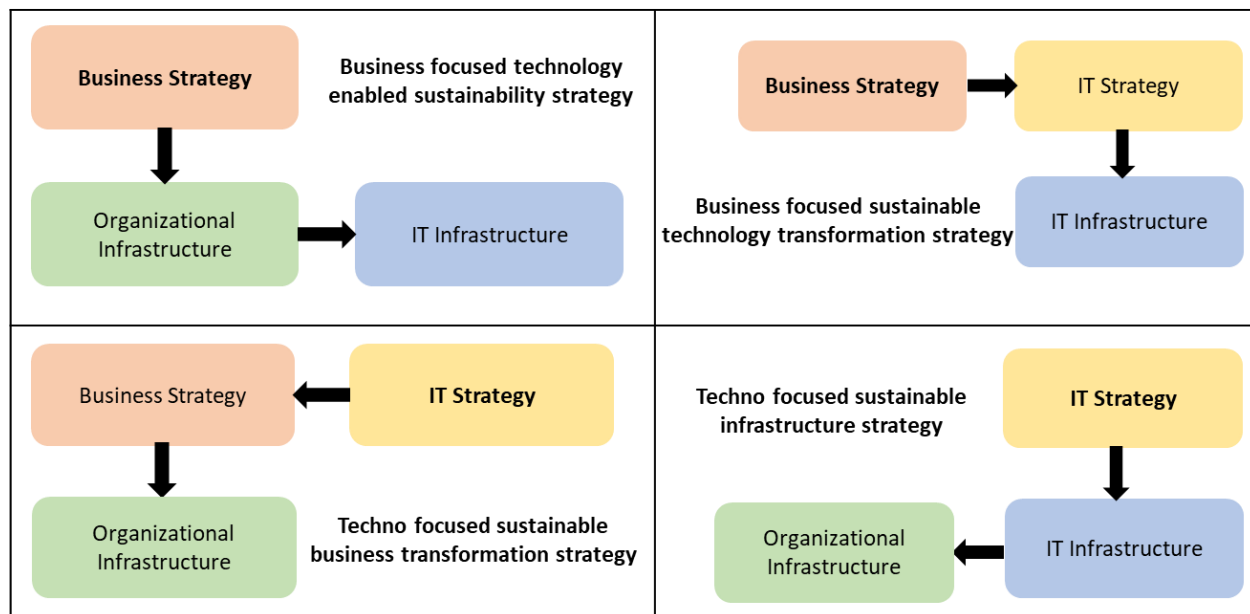 Business Strategy
Business focused technology
enabled sustainability strategy
Organizational
Infrastructure
IT Infrastructure
Business Strategy
IT Strategy
Business focused sustainable
technology transformation strategy
IT Infrastructure
Business Strategy
IT Strategy
Organizational
Infrastructure
Techno focused sustainable
business transformation strategy
Techno focused sustainable
infrastructure strategy
IT Strategy
Organizational
Infrastructure
IT Infrastructure